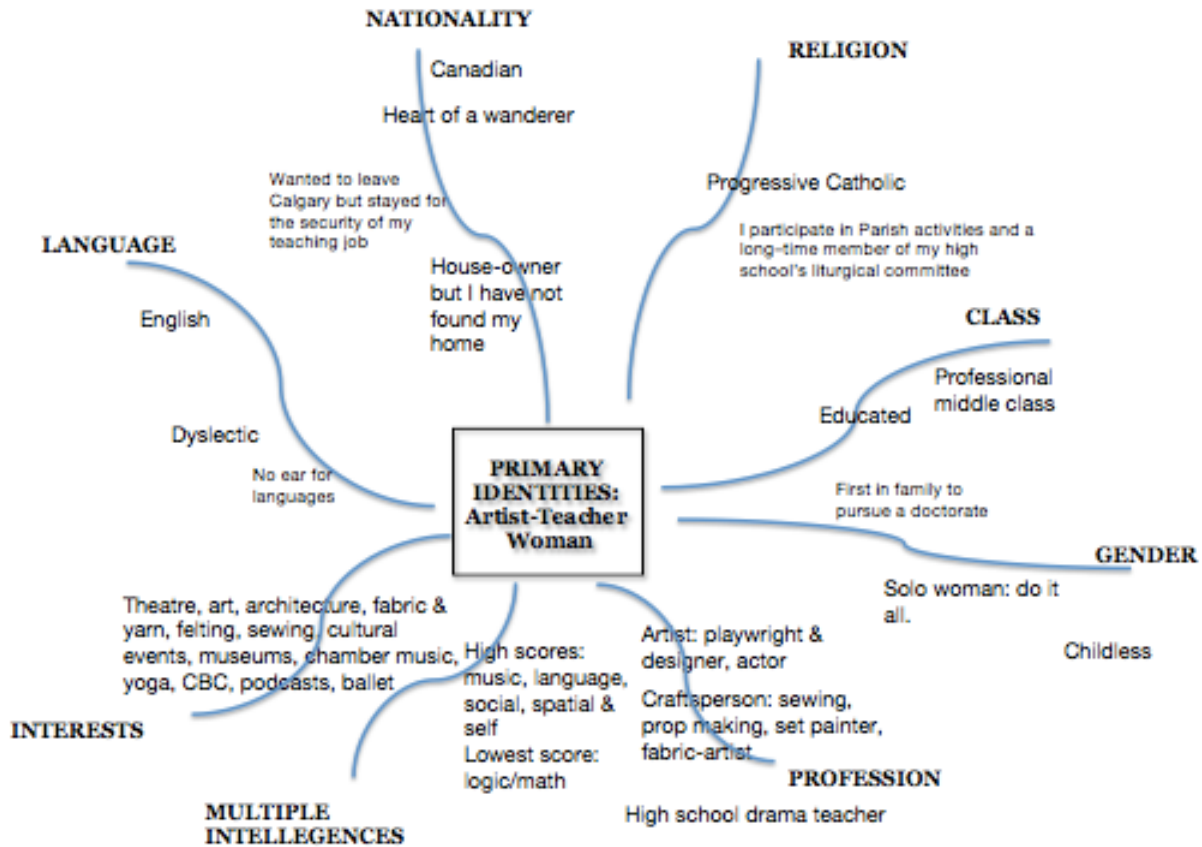 NATIONALITY
Canadian
Heart of a wanderer
Wanted to leave
Calgary but stayed for
the security of my
teaching job
House-owner
but I have not
found my
home
RELIGION
Progressive Catholic
I participate in Parish activities and a
long-time member of my high
school's liturgical committee
LANGUAGE
English
Dyslectic
No ear for
languages
CLASS
Professional
middle class
Educated
First in family to
pursue a doctorate
PRIMARY
IDENTITIES:
Artist-Teacher
Woman
GENDER
Solo woman: do it
all.
Childless
Theatre, art, architecture, fabric &
yarn, felting, sewing, cultural
events, museums, chamber music,
yoga, CBC, podcasts, ballet
INTERESTS
High scores:
music, language,
social, spatial &
self
Lowest score:
logic/math
MULTIPLE
INTELLEGENCES
Artist: playwright &
designer, actor
Craftsperson: sewing,
prop making, set painter,
fabric-artist
PROFESSION
High school drama teacher